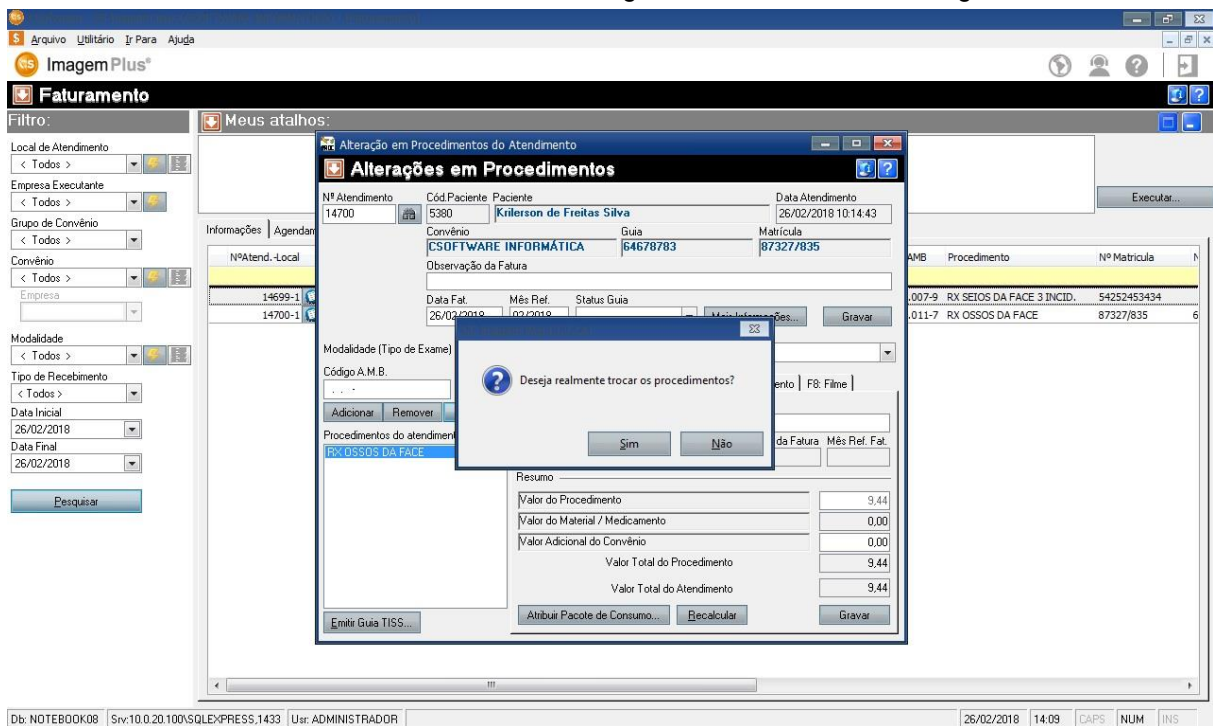 Arquivo Utilitário Ir Para Ajuda
ImagemPlus®
Faturamento
Filtro:
Meus atalhos:
Local de Atendimento
< Todos >
Empresa Executante
< Todos >
Grupo de Convênio
< Todos >
Convênio
< Todos >
Empresa
Modalidade
< Todos >
Tipo de Recebimento
< Todos >
Data Inicial
26/02/2018
Data Final
26/02/2018
Pesquisar
Executar...
Informações Agendam
NºAtend.-Local
AMB Procedimento Nº Matricula N
14699-1 .007-9 RX SEIOS DA FACE 3 INCID. 54252453434
14700-1 .011-7 RX OSSOS DA FACE 87327/835 6
Alteração em Procedimentos do Atendimento
Alterações em Procedimentos
Nº Atendimento Cód.Paciente Paciente Data Atendimento
14700 5380 Krilerson de Freitas Silva 26/02/2018 10:14:43
Convênio Guia Matrícula
CSOFTWARE INFORMÁTICA 64678783 87327/835
Observação da Fatura
Data Fat. Mês Ref. Status Guia
26/02/2018 02/2018 Mais Informações... Gravar
Modalidade (Tipo de Exame)
Código A.M.B.
. . -
ento F8: Filme
Adicionar Remover
Procedimentos do atendiment
RX OSSOS DA FACE
da Fatura Mês Ref. Fat.
Deseja realmente trocar os procedimentos?
Sim Não
Resumo
Valor do Procedimento 9,44
Valor do Material / Medicamento 0,00
Valor Adicional do Convênio 0,00
Valor Total do Procedimento 9,44
Valor Total do Atendimento 9,44
Emitir Guia TISS...
Atribuir Pacote de Consumo... Recalcular Gravar
Db: NOTEBOOK08 Srv:10.0.20.100\SQLEXPRESS,1433 Usr: ADMINISTRADOR 26/02/2018 14:09 CAPS NUM INS